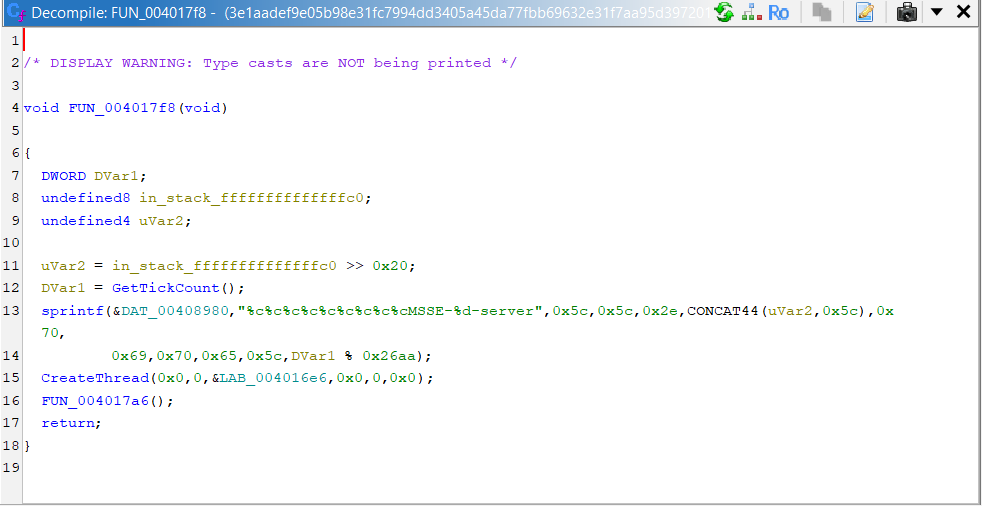 Decompile: FUN_004017f8 - (3e1aadef9e05b98e31fc7994dd3405a45da77fbb69632e31f7aa95d39720 Ro
1
2 /* DISPLAY WARNING: Type casts are NOT being printed */
3
4 void FUN_004017f8(void)
5
6 {
7 DWORD DVar1;
8 undefined8 in_stack_ffffffffffffffc0;
9 undefined4 uVar2;
10
11 uVar2 = in_stack_ffffffffffffffc0 >> 0x20;
12 DVar1 = GetTickCount();
13 sprintf(&DAT_00408980,"%c%c%c%c%c%c%c%c%cMSSE-%d-server",0x5c,0x5c,0x2e,CONCAT44(uVar2,0x5c),0x
70,
14 0x69,0x70,0x65,0x5c,DVar1 % 0x26aa);
15 CreateThread(0x0,0,&LAB_004016e6,0x0,0,0x0);
16 FUN_004017a6();
17 return;
18 }
19